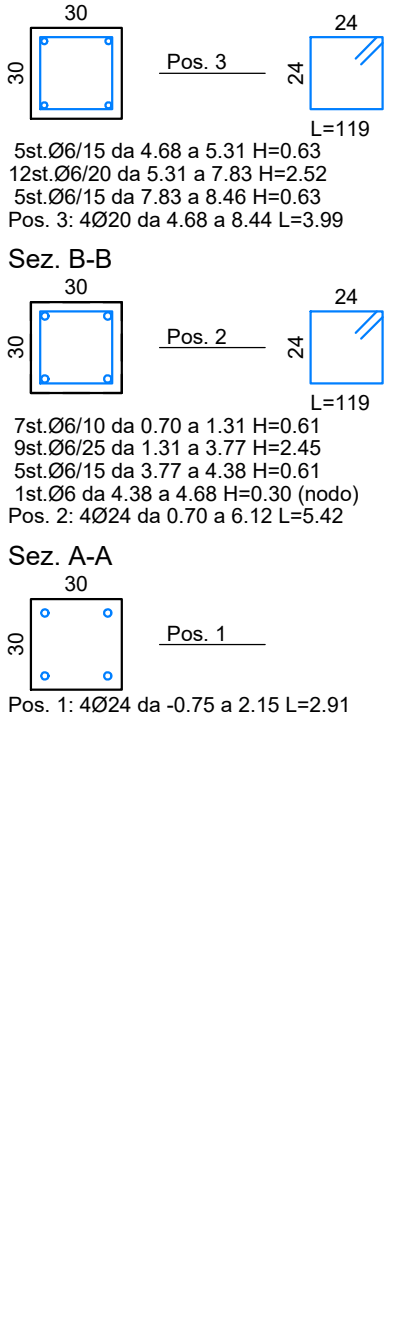 30
24
30
Pos. 3
24
L=119
5st.Ø6/15 da 4.68 a 5.31 H=0.63
12st.Ø6/20 da 5.31 a 7.83 H=2.52
5st.Ø6/15 da 7.83 a 8.46 H=0.63
Pos. 3: 4Ø20 da 4.68 a 8.44 L=3.99
Sez. B-B
30
24
30
Pos. 2
24
L=119
7st.Ø6/10 da 0.70 a 1.31 H=0.61
9st.Ø6/25 da 1.31 a 3.77 H=2.45
5st.Ø6/15 da 3.77 a 4.38 H=0.61
1st.Ø6 da 4.38 a 4.68 H=0.30 (nodo)
Pos. 2: 4Ø24 da 0.70 a 6.12 L=5.42
Sez. A-A
30
30
Pos. 1
Pos. 1: 4Ø24 da -0.75 a 2.15 L=2.91